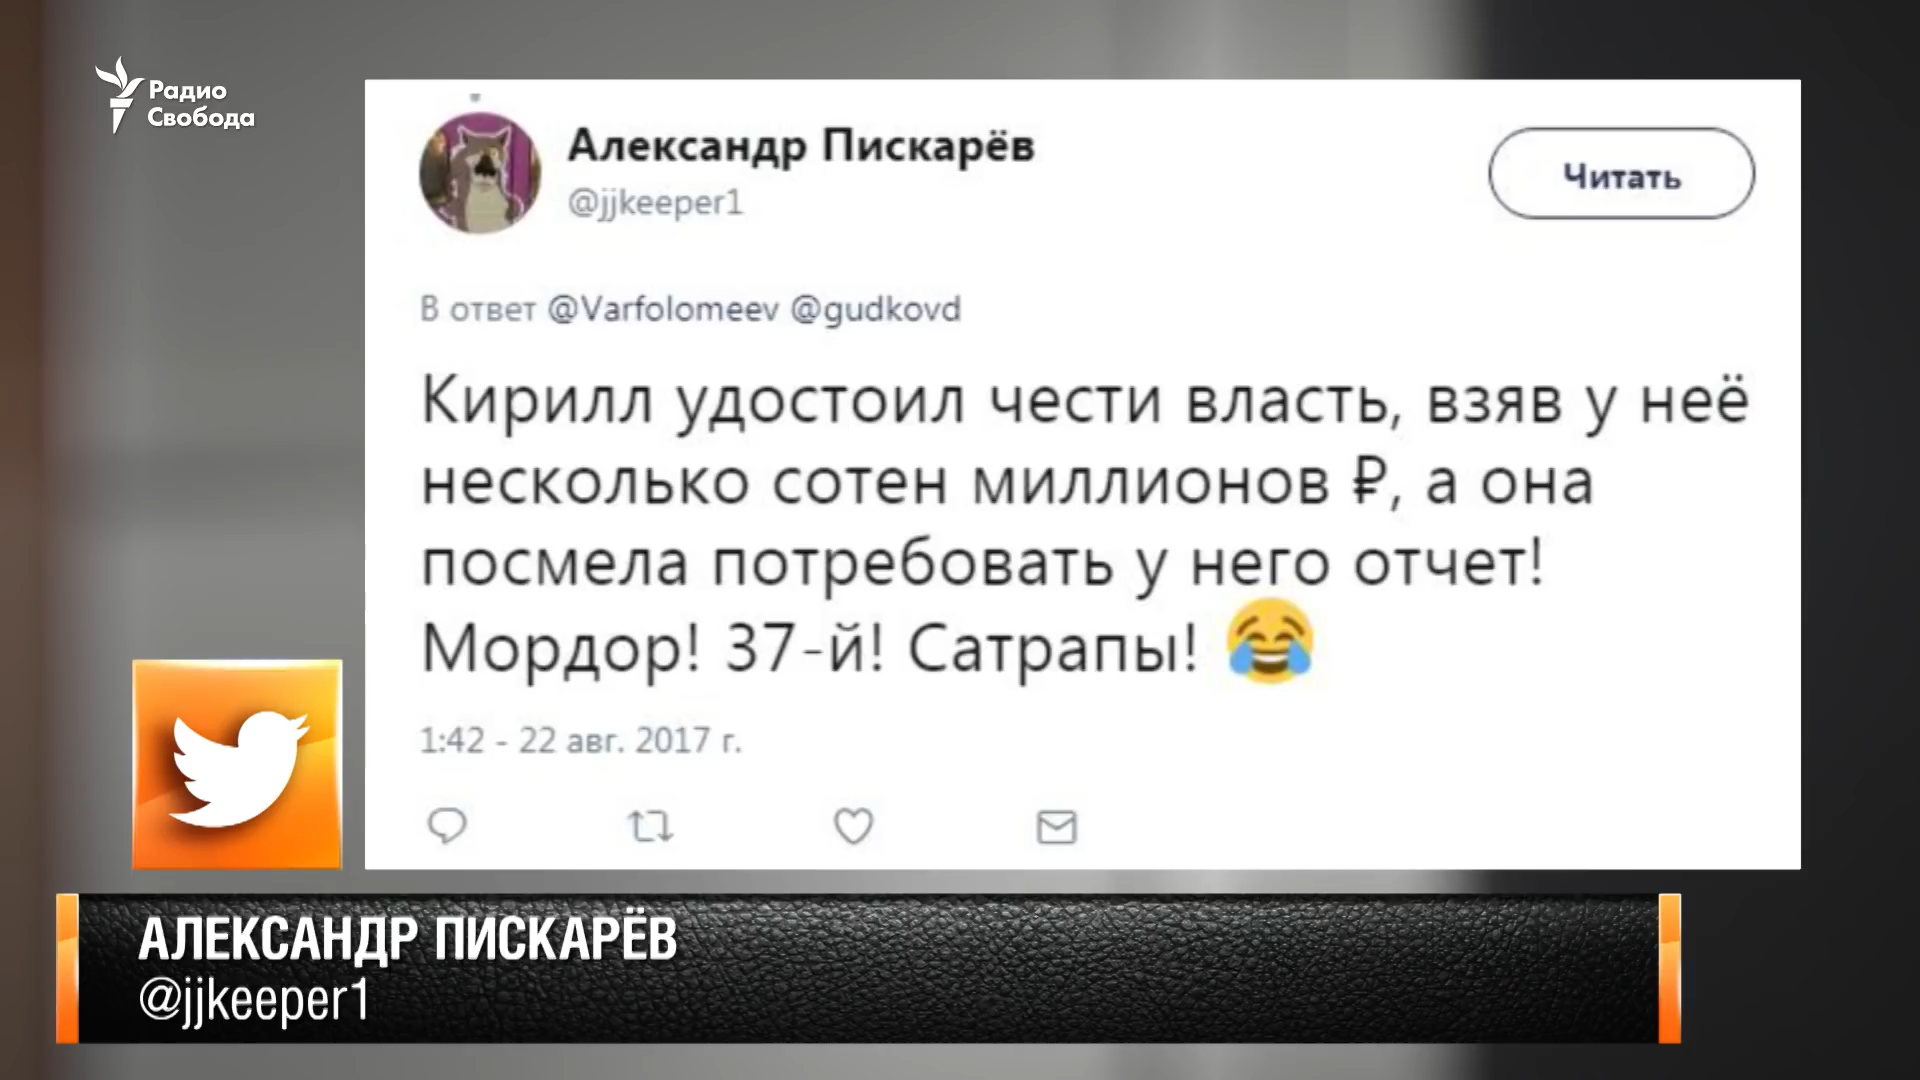 Радио
Свобода
Александр Пискарёв
@jjkeeper1
Читать
В ответ @Varfolomeev @gudkovd
Кирилл удостоил чести власть, взяв у неё
несколько сотен миллионов ₽, а она
посмела потребовать у него отчет!
Мордор! 37-й! Сатрапы! 😂
1:42 - 22 авг. 2017 г.
АЛЕКСАНДР ПИСКАРЁВ
@jjkeeper1